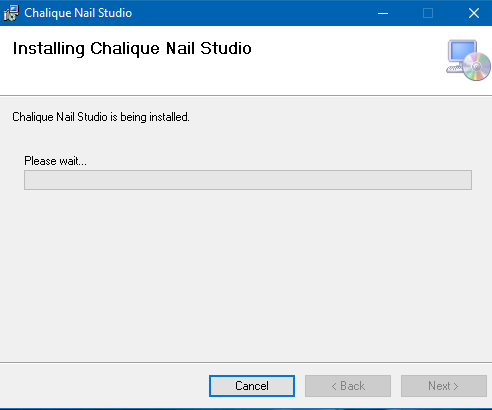 Chalique Nail Studio
Installing Chalique Nail Studio
Chalique Nail Studio is being installed.
Please wait...
Cancel
< Back
Next >